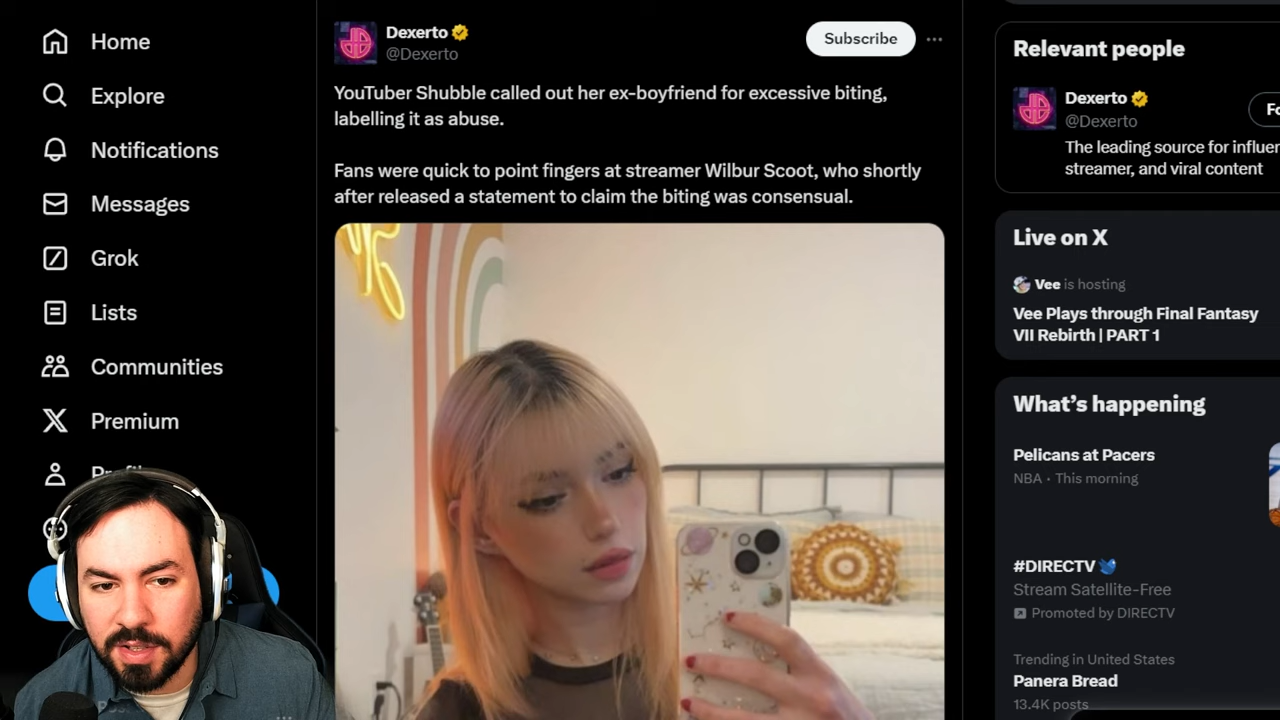 Home
Explore
Notifications
Messages
Grok
Lists
Communities
Premium
Dexerto
@Dexerto
Subscribe
YouTuber Shubble called out her ex-boyfriend for excessive biting,
labelling it as abuse.
Fans were quick to point fingers at streamer Wilbur Scoot, who shortly
after released a statement to claim the biting was consensual.
Relevant people
Dexerto
@Dexerto
Fo
The leading source for influen
streamer, and viral content
Live on X
Vee is hosting
Vee Plays through Final Fantasy
VII Rebirth | PART 1
What's happening
Pelicans at Pacers
NBA · This morning
#DIRECTV
Stream Satellite-Free
Promoted by DIRECTV
Trending in United States
Panera Bread
13.4K posts